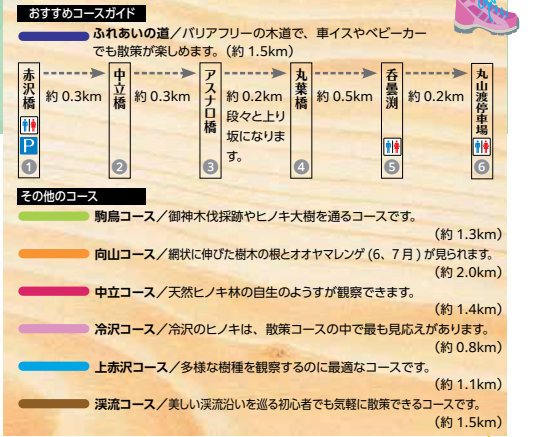 おすすめコースガイド
ふれあいの道／バリアフリーの木道で、車イスやベビーカー
でも散策が楽しめます。(約 1.5km)
赤沢橋
P
1
約 0.3km
中立橋
2
約 0.3km
アスナロ橋
3
約 0.2km
段々と上り
坂になりま
す。
丸葉橋
4
約 0.5km
呑曇渕
5
約 0.2km
丸山渡停車場
6
その他のコース
駒鳥コース／御神木伐採跡やヒノキ大樹を通るコースです。
(約 1.3km)
向山コース／網状に伸びた樹木の根とオオヤマレンゲ (6、7 月 ) が見られます。
(約 2.0km)
中立コース／天然ヒノキ林の自生のようすが観察できます。
(約 1.4km)
冷沢コース／冷沢のヒノキは、散策コースの中で最も見応えがあります。
(約 0.8km)
上赤沢コース／多様な樹種を観察するのに最適なコースです。
(約 1.1km)
渓流コース／美しい渓流沿いを巡る初心者でも気軽に散策できるコースです。
(約 1.5km)